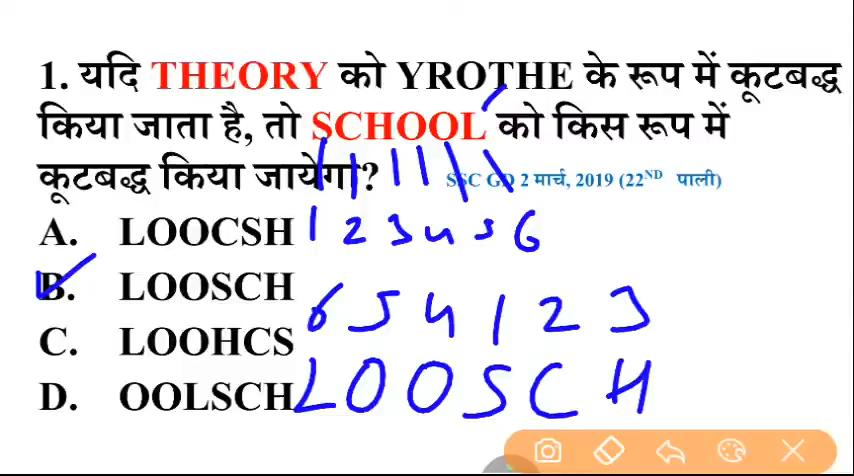 1. यदि THEORY को YROTHE के रूप में कूटबद्ध
किया जाता है, तो SCHOOL को किस रूप में
कूटबद्ध किया जायेगा?
SSC GD 2 मार्च, 2019 (22ND पाली)
A. LOOCSH
1 2 3 4 5 6
B. LOOSCH
6 5 4 1 2 3
C. LOOHCS
D. OOLSCH
LOOSCH